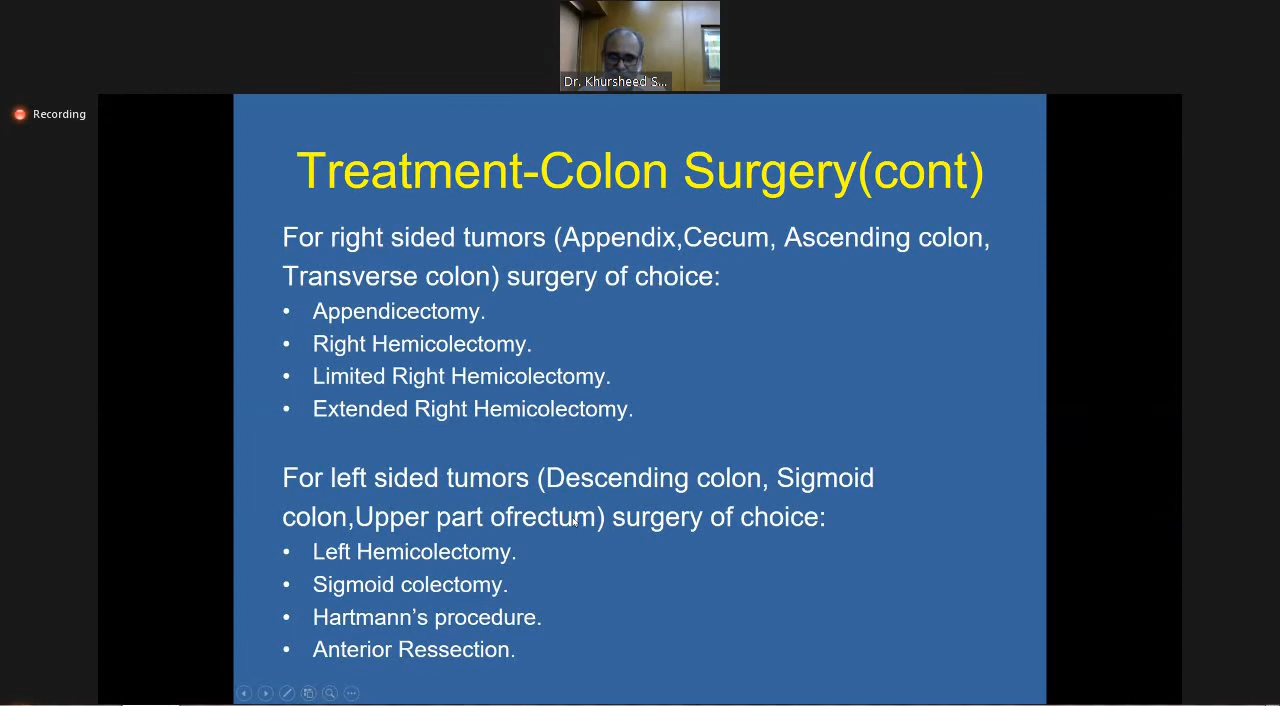 Dr. Khursheed S...
Recording
Treatment-Colon Surgery(cont)
For right sided tumors (Appendix,Cecum, Ascending colon,
Transverse colon) surgery of choice:
• Appendicectomy.
• Right Hemicolectomy.
• Limited Right Hemicolectomy.
• Extended Right Hemicolectomy.
For left sided tumors (Descending colon, Sigmoid
colon,Upper part ofrectum) surgery of choice:
• Left Hemicolectomy.
• Sigmoid colectomy.
• Hartmann’s procedure.
• Anterior Ressection.